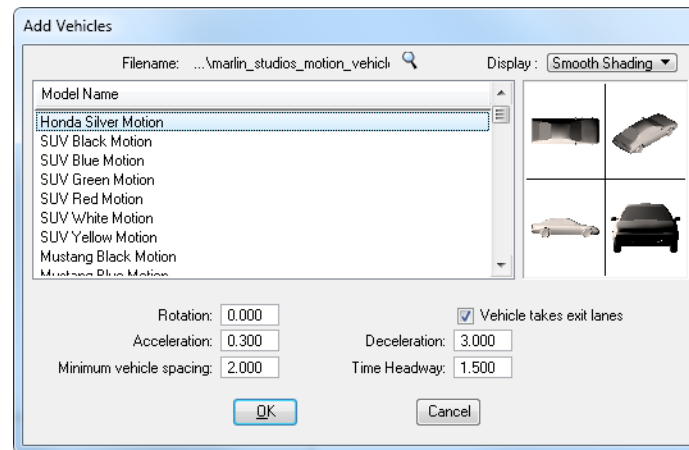 Add Vehicles
Filename: ...\marlin_studios_motion_vehicl Display : Smooth Shading
Model Name
Honda Silver Motion
SUV Black Motion
SUV Blue Motion
SUV Green Motion
SUV Red Motion
SUV White Motion
SUV Yellow Motion
Mustang Black Motion
Mustang Blue Motion
Rotation: 0.000 Vehicle takes exit lanes
Acceleration: 0.300 Deceleration: 3.000
Minimum vehicle spacing: 2.000 Time Headway: 1.500
OK Cancel